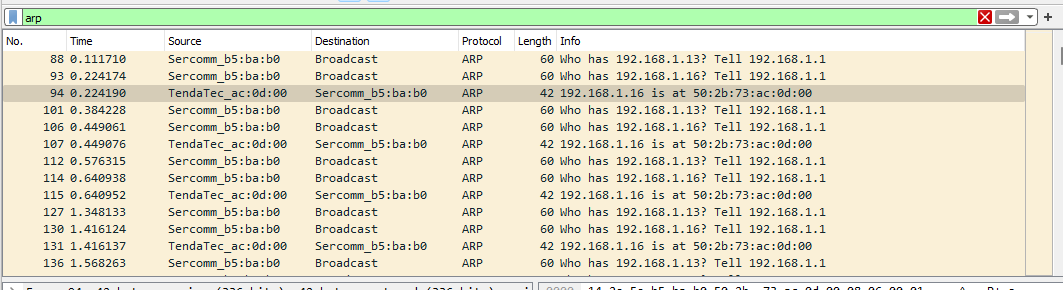 arp
No. Time Source Destination Protocol Length Info
88 0.111710 Sercomm_b5:ba:b0 Broadcast ARP 60 Who has 192.168.1.13? Tell 192.168.1.1
93 0.224174 Sercomm_b5:ba:b0 Broadcast ARP 60 Who has 192.168.1.16? Tell 192.168.1.1
94 0.224190 TendaTec_ac:0d:00 Sercomm_b5:ba:b0 ARP 42 192.168.1.16 is at 50:2b:73:ac:0d:00
101 0.384228 Sercomm_b5:ba:b0 Broadcast ARP 60 Who has 192.168.1.13? Tell 192.168.1.1
106 0.449061 Sercomm_b5:ba:b0 Broadcast ARP 60 Who has 192.168.1.16? Tell 192.168.1.1
107 0.449076 TendaTec_ac:0d:00 Sercomm_b5:ba:b0 ARP 42 192.168.1.16 is at 50:2b:73:ac:0d:00
112 0.576315 Sercomm_b5:ba:b0 Broadcast ARP 60 Who has 192.168.1.13? Tell 192.168.1.1
114 0.640938 Sercomm_b5:ba:b0 Broadcast ARP 60 Who has 192.168.1.16? Tell 192.168.1.1
115 0.640952 TendaTec_ac:0d:00 Sercomm_b5:ba:b0 ARP 42 192.168.1.16 is at 50:2b:73:ac:0d:00
127 1.348133 Sercomm_b5:ba:b0 Broadcast ARP 60 Who has 192.168.1.13? Tell 192.168.1.1
130 1.416124 Sercomm_b5:ba:b0 Broadcast ARP 60 Who has 192.168.1.16? Tell 192.168.1.1
131 1.416137 TendaTec_ac:0d:00 Sercomm_b5:ba:b0 ARP 42 192.168.1.16 is at 50:2b:73:ac:0d:00
136 1.568263 Sercomm_b5:ba:b0 Broadcast ARP 60 Who has 192.168.1.13? Tell 192.168.1.1